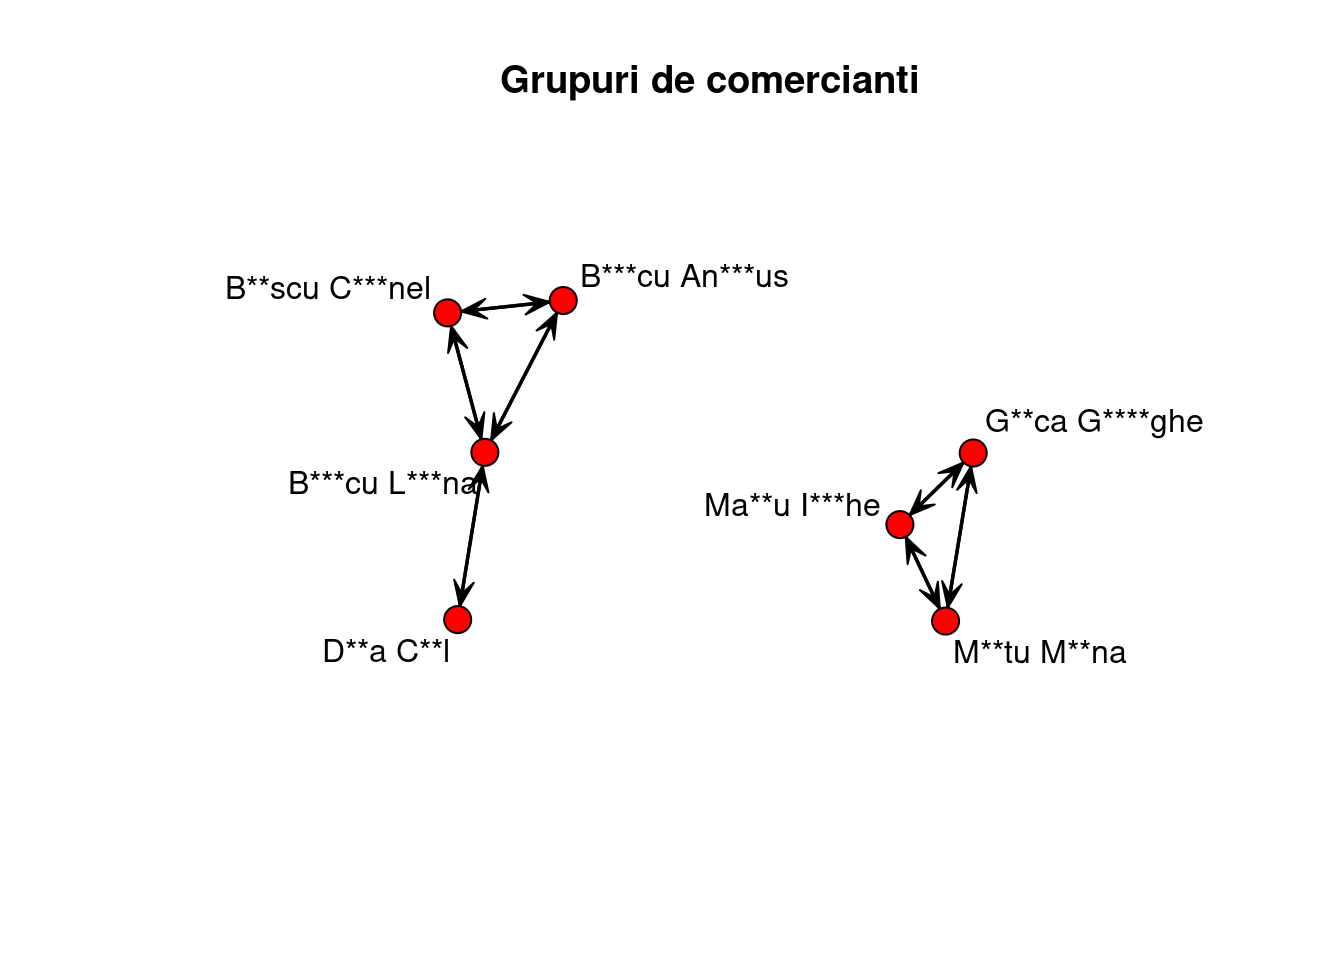 Grupuri de comercianti
B**scu C***nel
B***cu An***us
B***cu L***na
D**a C**l
G**ca G****ghe
Ma**u I***he
M**tu M**na